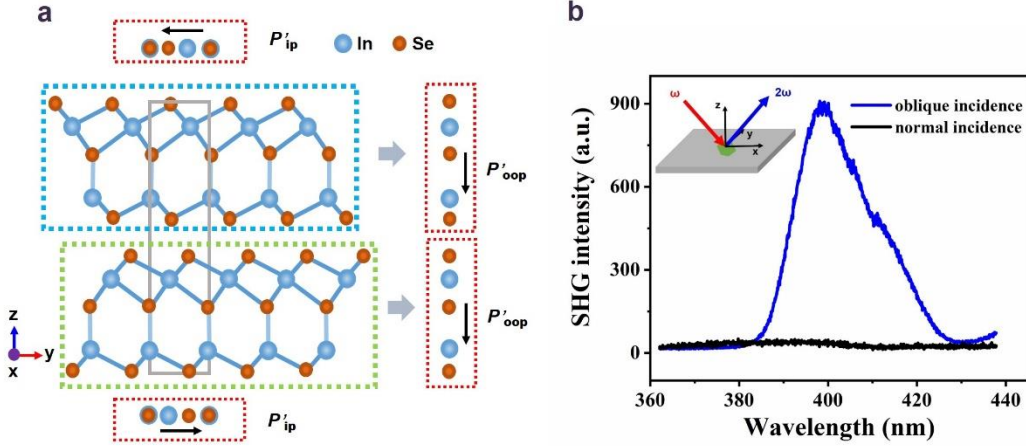 a
P'ip
In
Se
P'oop
P'oop
z
y
x
P'ip
b
SHG intensity (a.u.)
900
600
300
0
360
380
400
420
440
Wavelength (nm)
oblique incidence
normal incidence
ω
2ω
z
y
x